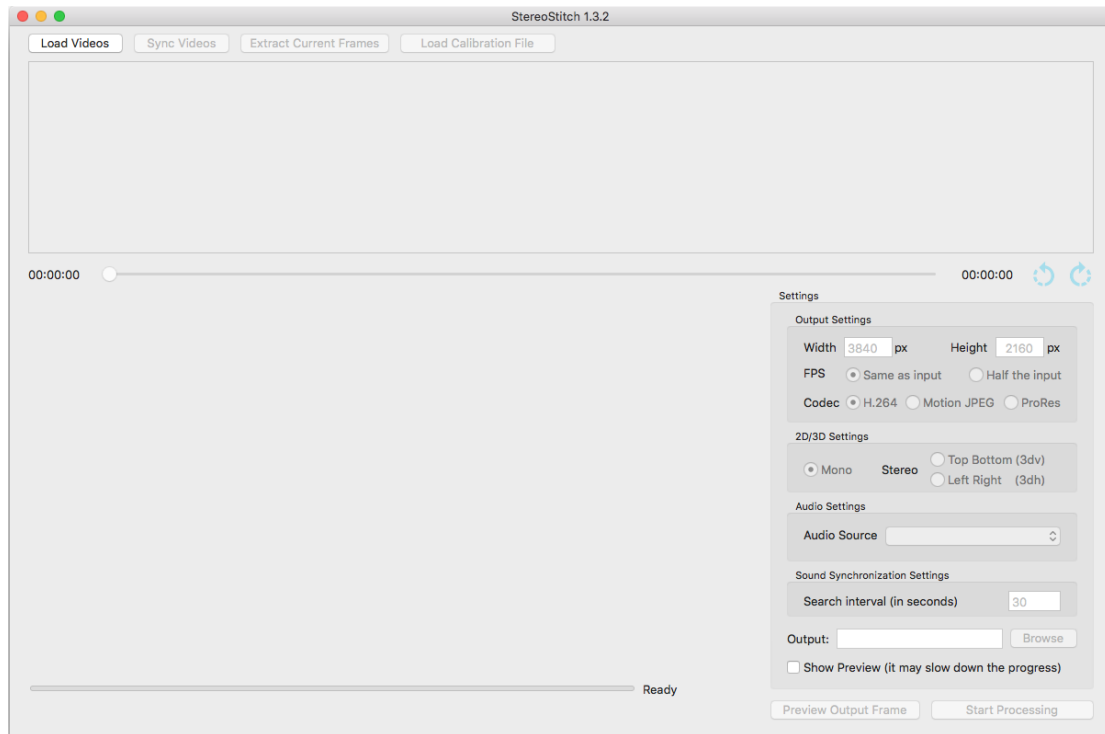 StereoStitch 1.3.2
Load Videos Sync Videos Extract Current Frames Load Calibration File
00:00:00 00:00:00
Settings
Output Settings
Width 3840 px Height 2160 px
FPS Same as input Half the input
Codec H.264 Motion JPEG ProRes
2D/3D Settings
Top Bottom (3dv)
Mono Stereo
Left Right (3dh)
Audio Settings
Audio Source
Sound Synchronization Settings
Search interval (in seconds) 30
Output: Browse
Show Preview (it may slow down the progress)
Ready
Preview Output Frame Start Processing